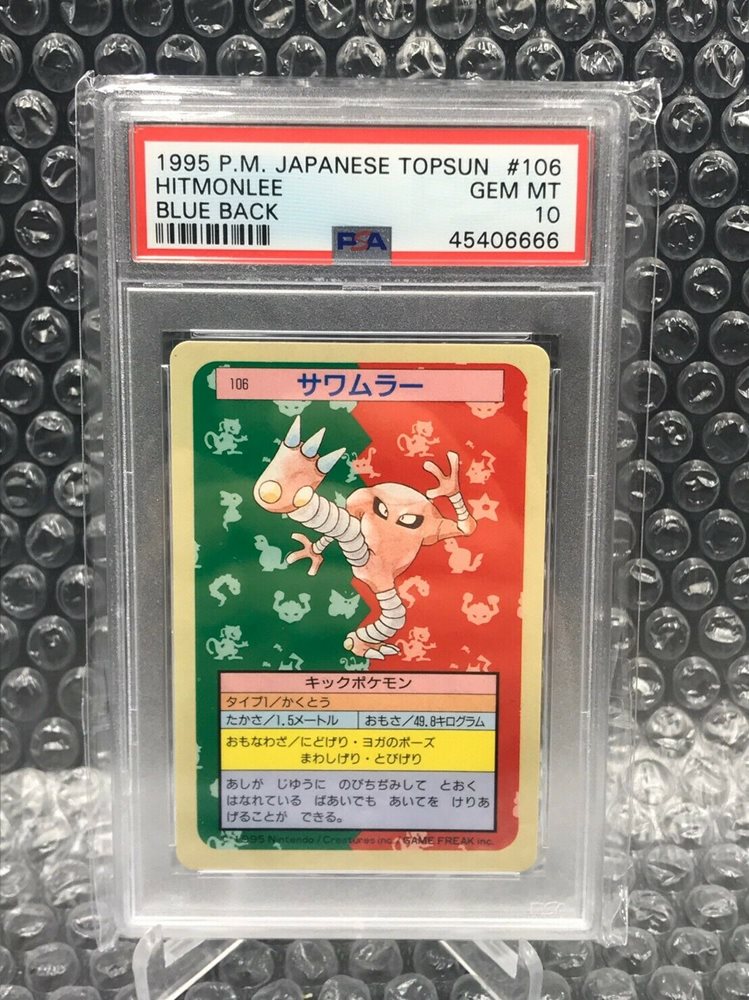 1995 P.M. JAPANESE TOPSUN #106
HITMONLEE GEM MT
BLUE BACK 10
PSA 45406666
106 サワムラー
キックポケモン
タイプ1/かくとう
たかさ/1.5メートル おもさ/49.8キログラム
おもなわざ/にどげり・ヨガのポーズ
まわしげり・とびげり
あしが じゆうに のびちぢみして とおく
はなれている ばあいでも あいてを けりあ
げることが できる。
©1995 Nintendo/Creatures inc./GAME FREAK inc.
PSA